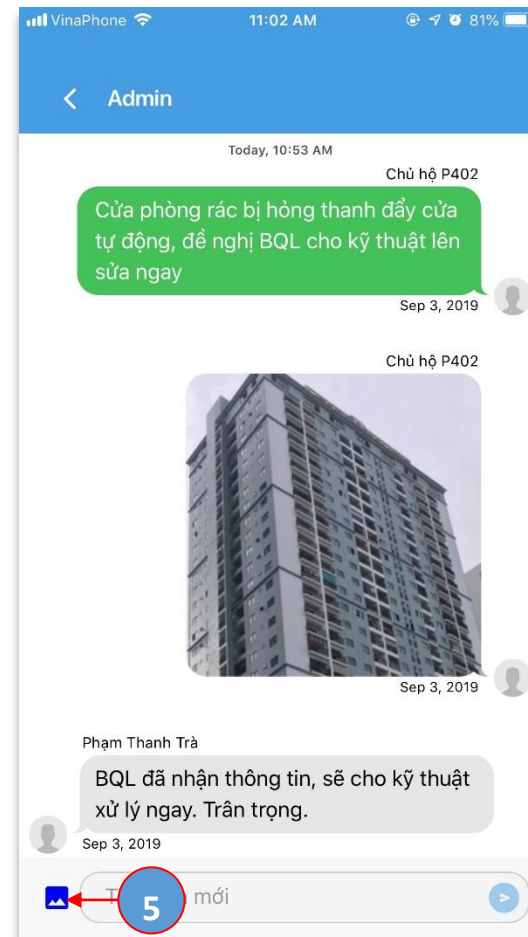 VinaPhone 11:02 AM 81%
Admin
Today, 10:53 AM
Chủ hộ P402
Cửa phòng rác bị hỏng thanh đẩy cửa
tự động, đề nghị BQL cho kỹ thuật lên
sửa ngay
Sep 3, 2019
Chủ hộ P402
Sep 3, 2019
Phạm Thanh Trà
BQL đã nhận thông tin, sẽ cho kỹ thuật
xử lý ngay. Trân trọng.
Sep 3, 2019
5 mới